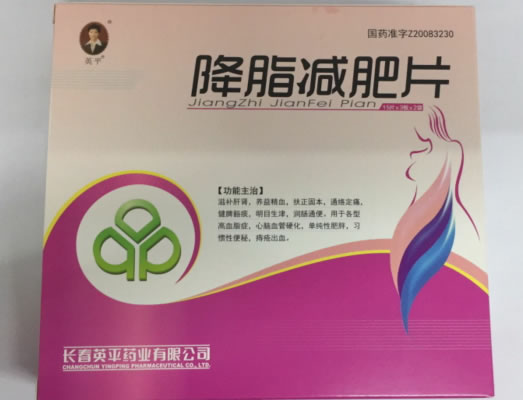 英平®
国药准字Z20083230
降脂减肥片
JiangZhi JianFei Pian
【功能主治】
滋补肝肾，养益精血，扶正固本，通络定痛，
健脾豁痰，明目生津，润肠通便。用于各型
高血脂症，心脑血管硬化，单纯性肥胖，习
惯性便秘，痔疮出血。
长春英平药业有限公司
CHANGCHUN YINGPING PHARMACEUTICAL CO., LTD.